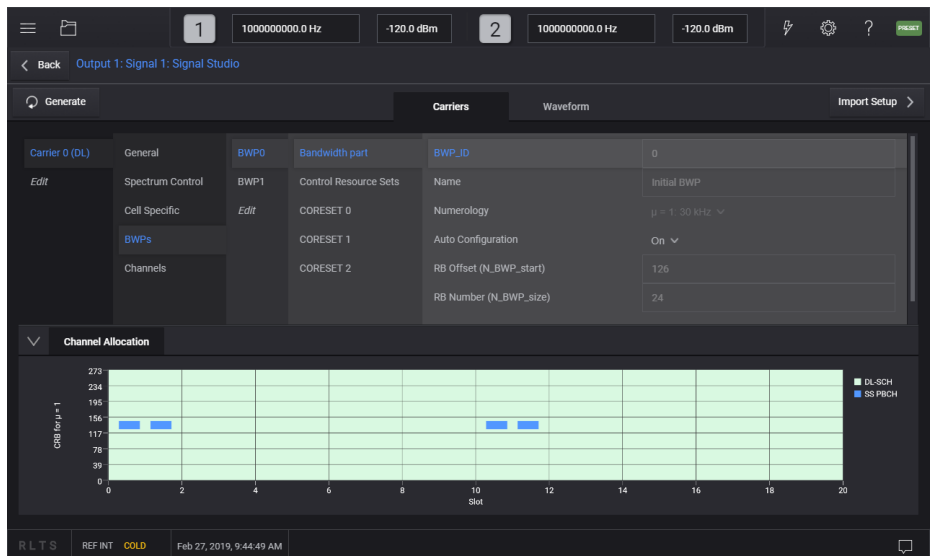 1 1000000000.0 Hz -120.0 dBm 2 1000000000.0 Hz -120.0 dBm ? PRESET
Back Output 1: Signal 1: Signal Studio
Generate Carriers Waveform Import Setup
Carrier 0 (DL) General BWP0 Bandwidth part BWP_ID 0
Edit Spectrum Control BWP1 Control Resource Sets Name Initial BWP
Cell Specific Edit CORESET 0 Numerology μ = 1: 30 kHz
BWPs CORESET 1 Auto Configuration On
Channels CORESET 2 RB Offset (N_BWP_start) 126
RB Number (N_BWP_size) 24
Channel Allocation
CRB for μ = 1
273
234
195
156
117
78
39
0
0 2 4 6 8 10 12 14 16 18 20
Slot
DL-SCH
SS PBCH
RLTS REF INT COLD Feb 27, 2019, 9:44:49 AM